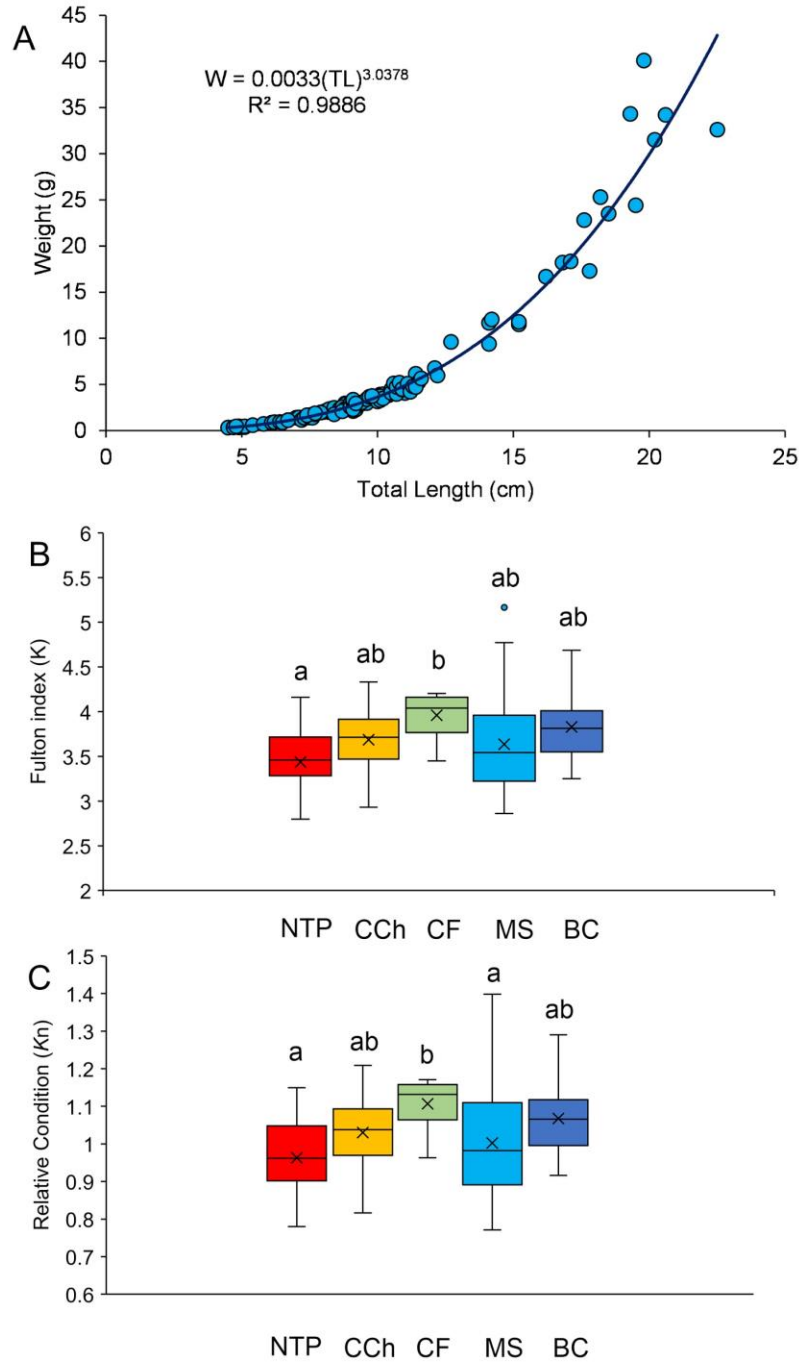 A
W = 0.0033(TL)^3.0378
R² = 0.9886
45
40
35
30
25
20
15
10
5
0
Weight (g)
0 5 10 15 20 25
Total Length (cm)
B
6
5.5
5
4.5
4
3.5
3
2.5
2
Fulton index (K)
a ab b ab ab
NTP CCh CF MS BC
C
1.5
1.4
1.3
1.2
1.1
1
0.9
0.8
0.7
0.6
Relative Condition (Kn)
a ab b a ab
NTP CCh CF MS BC